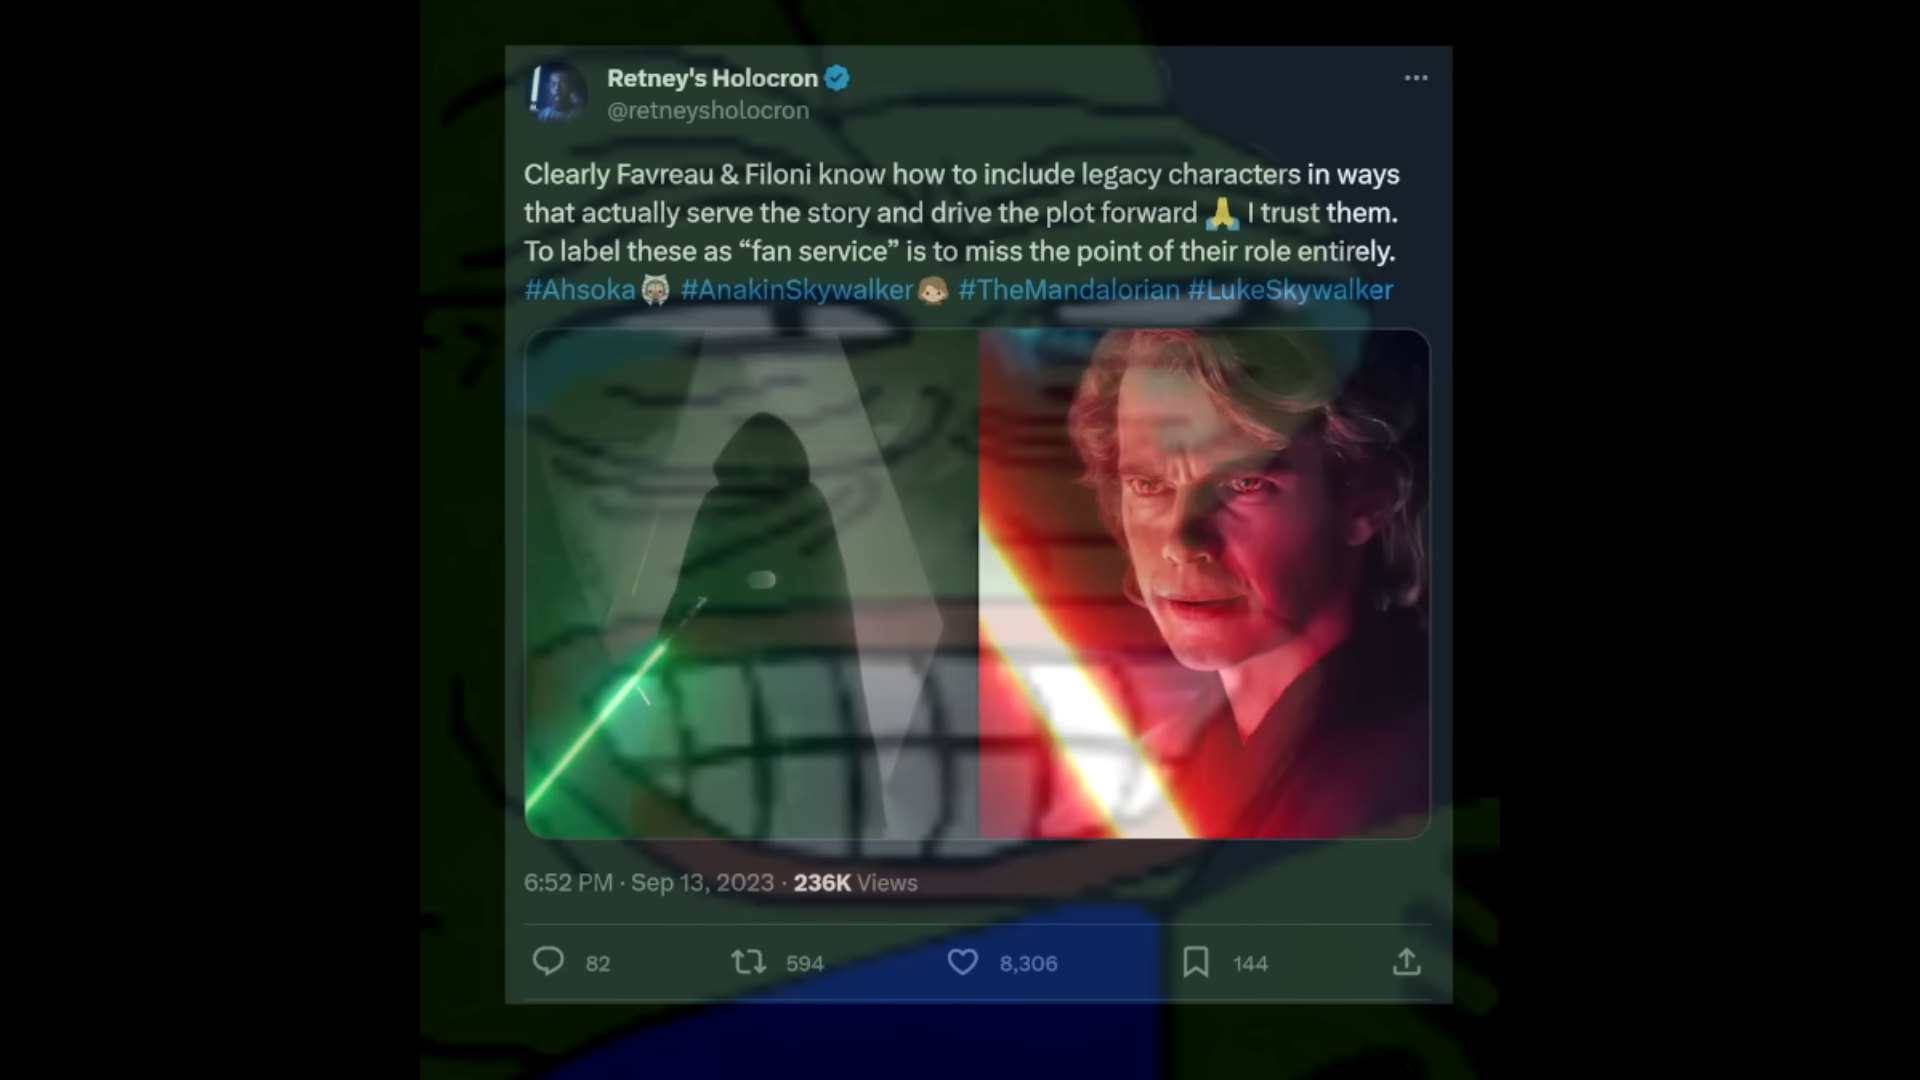 Retney's Holocron
@retneysholocron
Clearly Favreau & Filoni know how to include legacy characters in ways
that actually serve the story and drive the plot forward 🙏 I trust them.
To label these as “fan service” is to miss the point of their role entirely.
#Ahsoka #AnakinSkywalker #TheMandalorian #LukeSkywalker
6:52 PM · Sep 13, 2023 · 236K Views
82 594 8,306 144